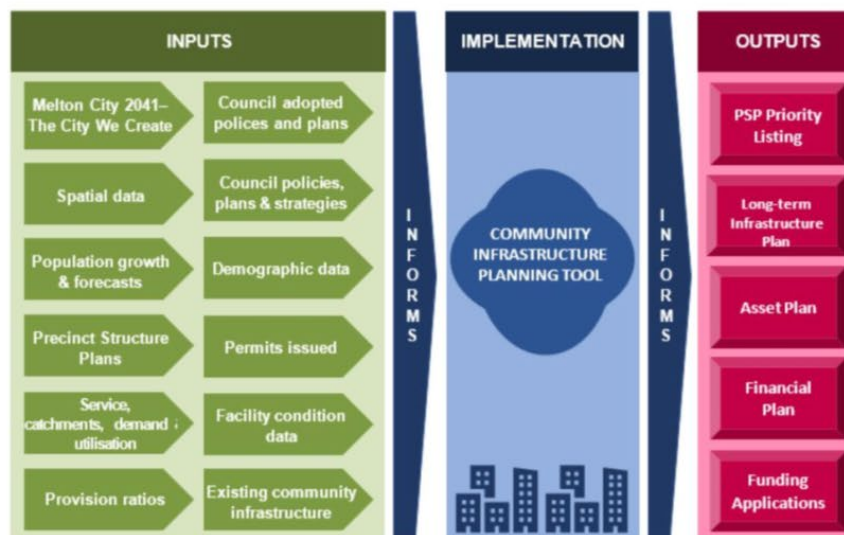 INPUTS
Melton City 2041–
The City We Create
Council adopted
polices and plans
Spatial data
Council policies,
plans & strategies
Population growth
& forecasts
Demographic data
Precinct Structure
Plans
Permits issued
Service,
catchments, demand
utilisation
Facility condition
data
Provision ratios
Existing community
infrastructure
INFORMS
IMPLEMENTATION
COMMUNITY
INFRASTRUCTURE
PLANNING TOOL
INFORMS
OUTPUTS
PSP Priority
Listing
Long-term
Infrastructure
Plan
Asset Plan
Financial
Plan
Funding
Applications